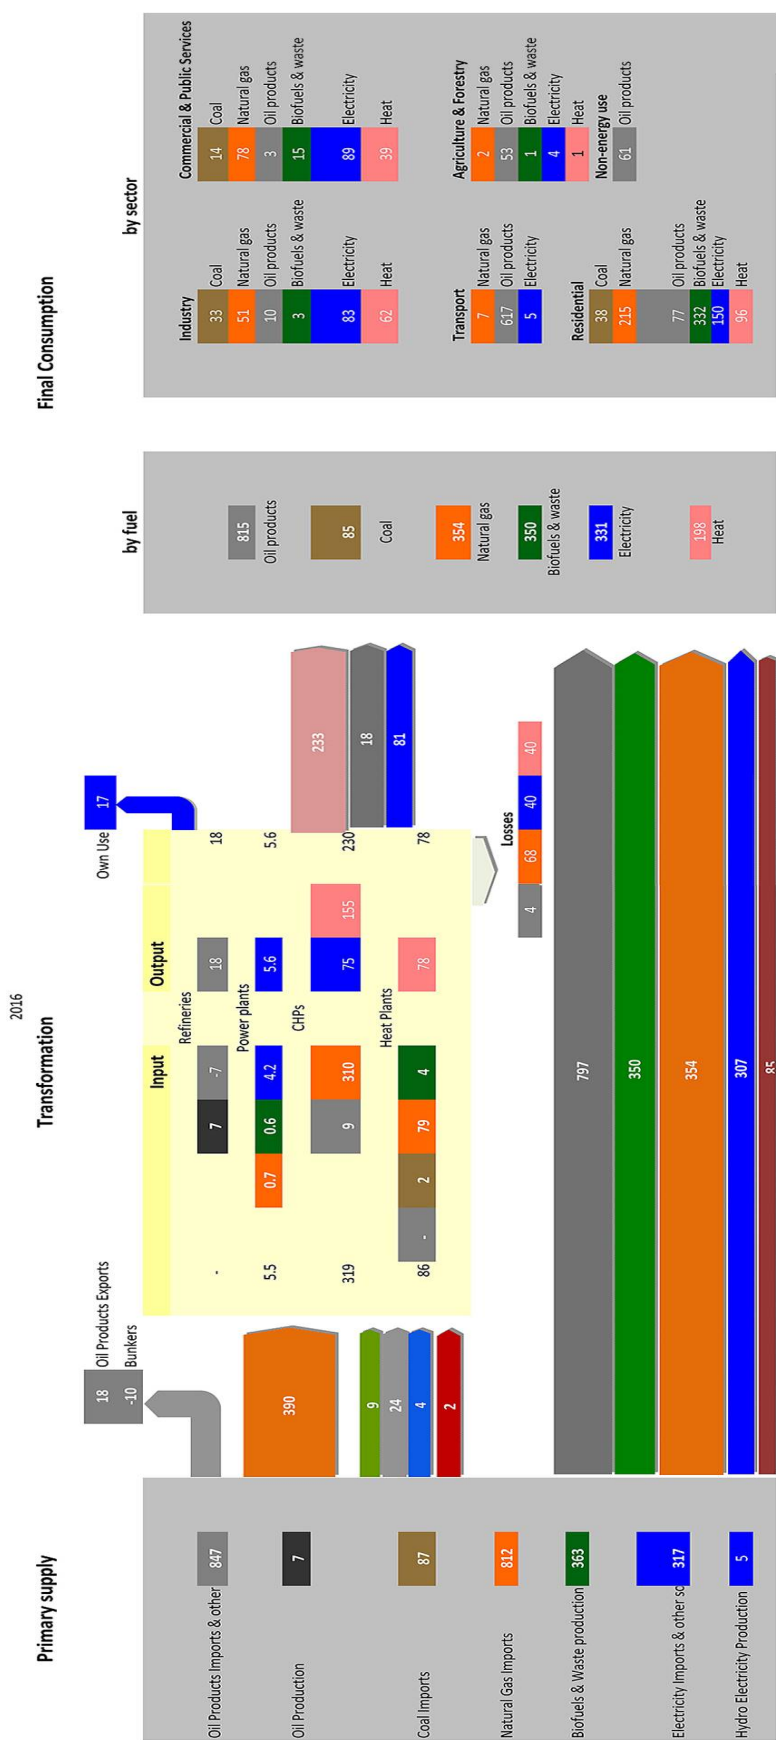 2016
Primary supply
Transformation
Final Consumption
by fuel
by sector
Oil Products Imports & other
847
Oil Production
7
Coal Imports
87
Natural Gas Imports
812
Biofuels & Waste production
363
Electricity Imports & other so
317
Hydro Electricity Production
5
18
Oil Products Exports
-10
Bunkers
390
9
24
4
2
Input
Output
Own Use
17
Refineries
-
7
-7
18
18
Power plants
5.5
0.7
0.6
4.2
5.6
5.6
CHPs
319
9
310
75
155
230
Heat Plants
86
-
2
79
4
78
78
233
18
81
Losses
4
68
40
40
797
350
354
307
85
815
Oil products
85
Coal
354
Natural gas
350
Biofuels & waste
331
Electricity
198
Heat
Industry
33 Coal
51 Natural gas
10 Oil products
3 Biofuels & waste
83 Electricity
62 Heat
Commercial & Public Services
14 Coal
78 Natural gas
3 Oil products
15 Biofuels & waste
89 Electricity
39 Heat
Transport
7 Natural gas
617 Oil products
5 Electricity
Agriculture & Forestry
2 Natural gas
53 Oil products
1 Biofuels & waste
4 Electricity
1 Heat
Residential
38 Coal
215 Natural gas
77 Oil products
332 Biofuels & waste
150 Electricity
96 Heat
Non-energy use
61 Oil products